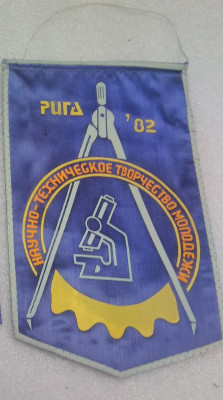 РИГА '82
НАУЧНО-ТЕХНИЧЕСКОЕ ТВОРЧЕСТВО МОЛОДЕЖИ